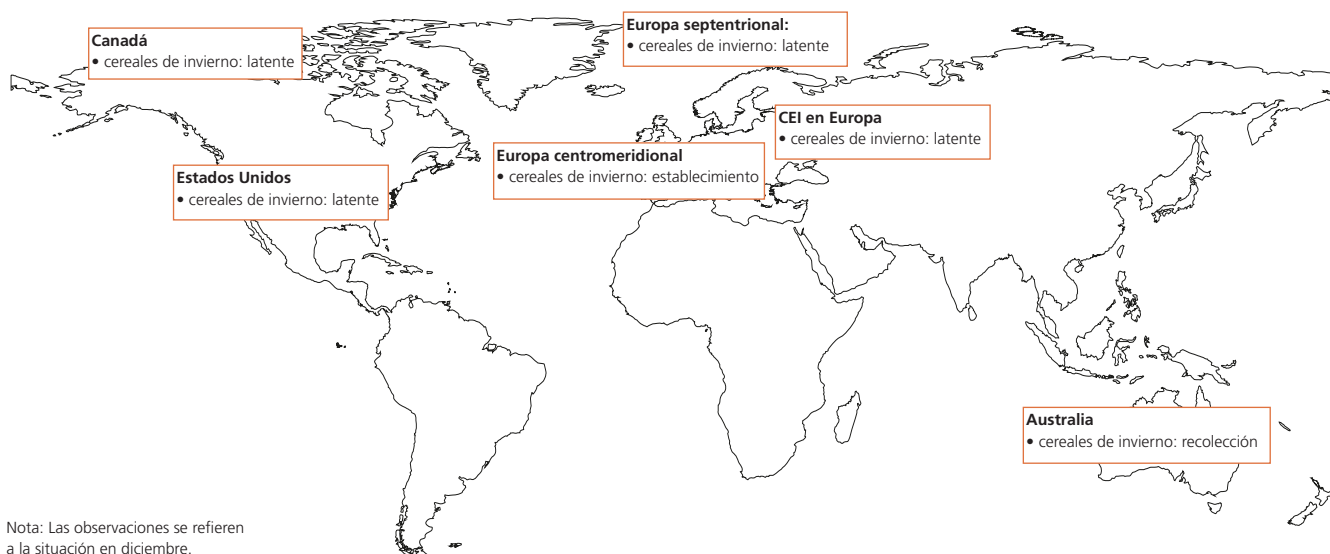 Canadá
• cereales de invierno: latente
Europa septentrional:
• cereales de invierno: latente
CEI en Europa
• cereales de invierno: latente
Europa centromeridional
• cereales de invierno: establecimiento
Estados Unidos
• cereales de invierno: latente
Australia
• cereales de invierno: recolección
Nota: Las observaciones se refieren
a la situación en diciembre.